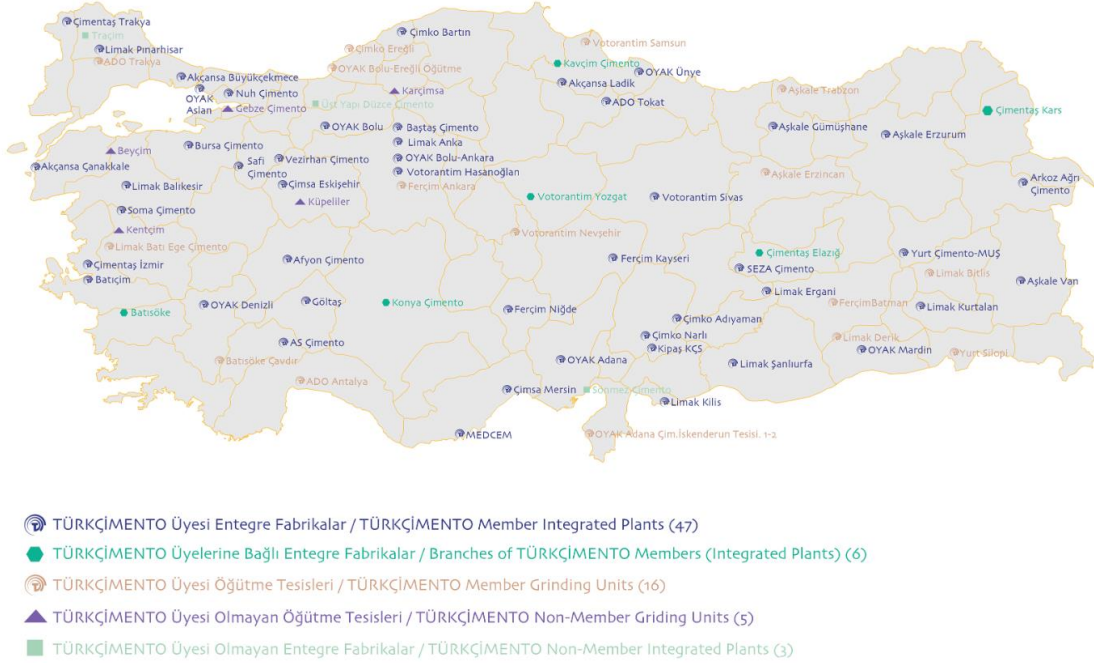 Çimentaş Trakya
Traçim
Limak Pınarhisar
ADO Trakya
Akçansa Büyükçekmece
OYAK
Aslan
Nuh Çimento
Gebze Çimento
Çimko Ereğli
OYAK Bolu-Ereğli Öğütme
Üst Yapı Düzce Çimento
Çimko Bartın
Karçimsa
Votorantim Samsun
Kavçim Çimento
OYAK Ünye
Akçansa Ladik
ADO Tokat
Aşkale Trabzon
Aşkale Gümüşhane
Aşkale Erzurum
Çimentaş Kars
OYAK Bolu
Baştaş Çimento
Limak Anka
OYAK Bolu-Ankara
Votorantim Hasanoğlan
Ferçim Ankara
Beyçim
Bursa Çimento
Akçansa Çanakkale
Safi
Çimento
Vezirhan Çimento
Limak Balıkesir
Çimsa Eskişehir
Küpeliler
Soma Çimento
Kentçim
Limak Batı Ege Çimento
Çimentaş İzmir
Batıçim
Afyon Çimento
Votorantim Yozgat
Votorantim Sivas
Aşkale Erzincan
Arkoz Ağrı
Çimento
Votorantim Nevşehir
Ferçim Kayseri
Çimentaş Elazığ
SEZA Çimento
Yurt Çimento-MUŞ
Limak Bitlis
Aşkale Van
Limak Ergani
FerçimBatman
Limak Kurtalan
Batısöke
OYAK Denizli
Göltaş
Konya Çimento
Ferçim Niğde
Çimko Adıyaman
Çimko Narlı
Kipaş KÇS
Limak Derik
OYAK Mardin
Yurt Silopi
AS Çimento
Batısöke Çavdır
ADO Antalya
OYAK Adana
Limak Şanlıurfa
Çimsa Mersin
Sönmez Çimento
Limak Kilis
MEDCEM
OYAK Adana Çim.İskenderun Tesisi. 1-2
TÜRKÇİMENTO Üyesi Entegre Fabrikalar / TÜRKÇİMENTO Member Integrated Plants (47)
TÜRKÇİMENTO Üyelerine Bağlı Entegre Fabrikalar / Branches of TÜRKÇİMENTO Members (Integrated Plants) (6)
TÜRKÇİMENTO Üyesi Öğütme Tesisleri / TÜRKÇİMENTO Member Grinding Units (16)
TÜRKÇİMENTO Üyesi Olmayan Öğütme Tesisleri / TÜRKÇİMENTO Non-Member Griding Units (5)
TÜRKÇİMENTO Üyesi Olmayan Entegre Fabrikalar / TÜRKÇİMENTO Non-Member Integrated Plants (3)